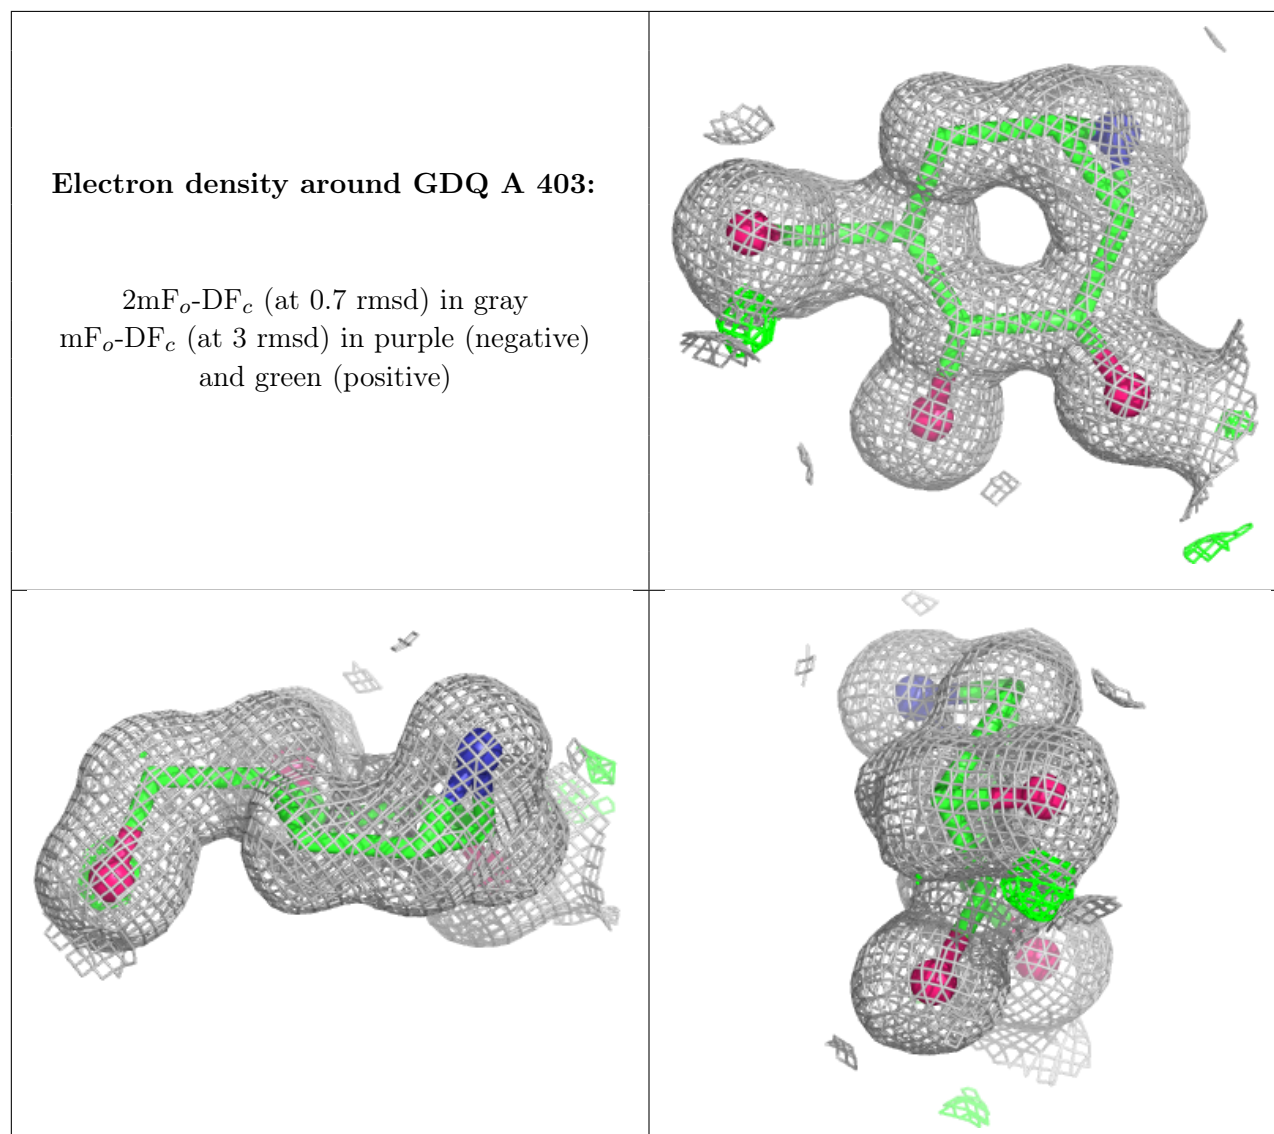 Electron density around GDQ A 403:
2mFo-DFc (at 0.7 rmsd) in gray
mFo-DFc (at 3 rmsd) in purple (negative)
and green (positive)